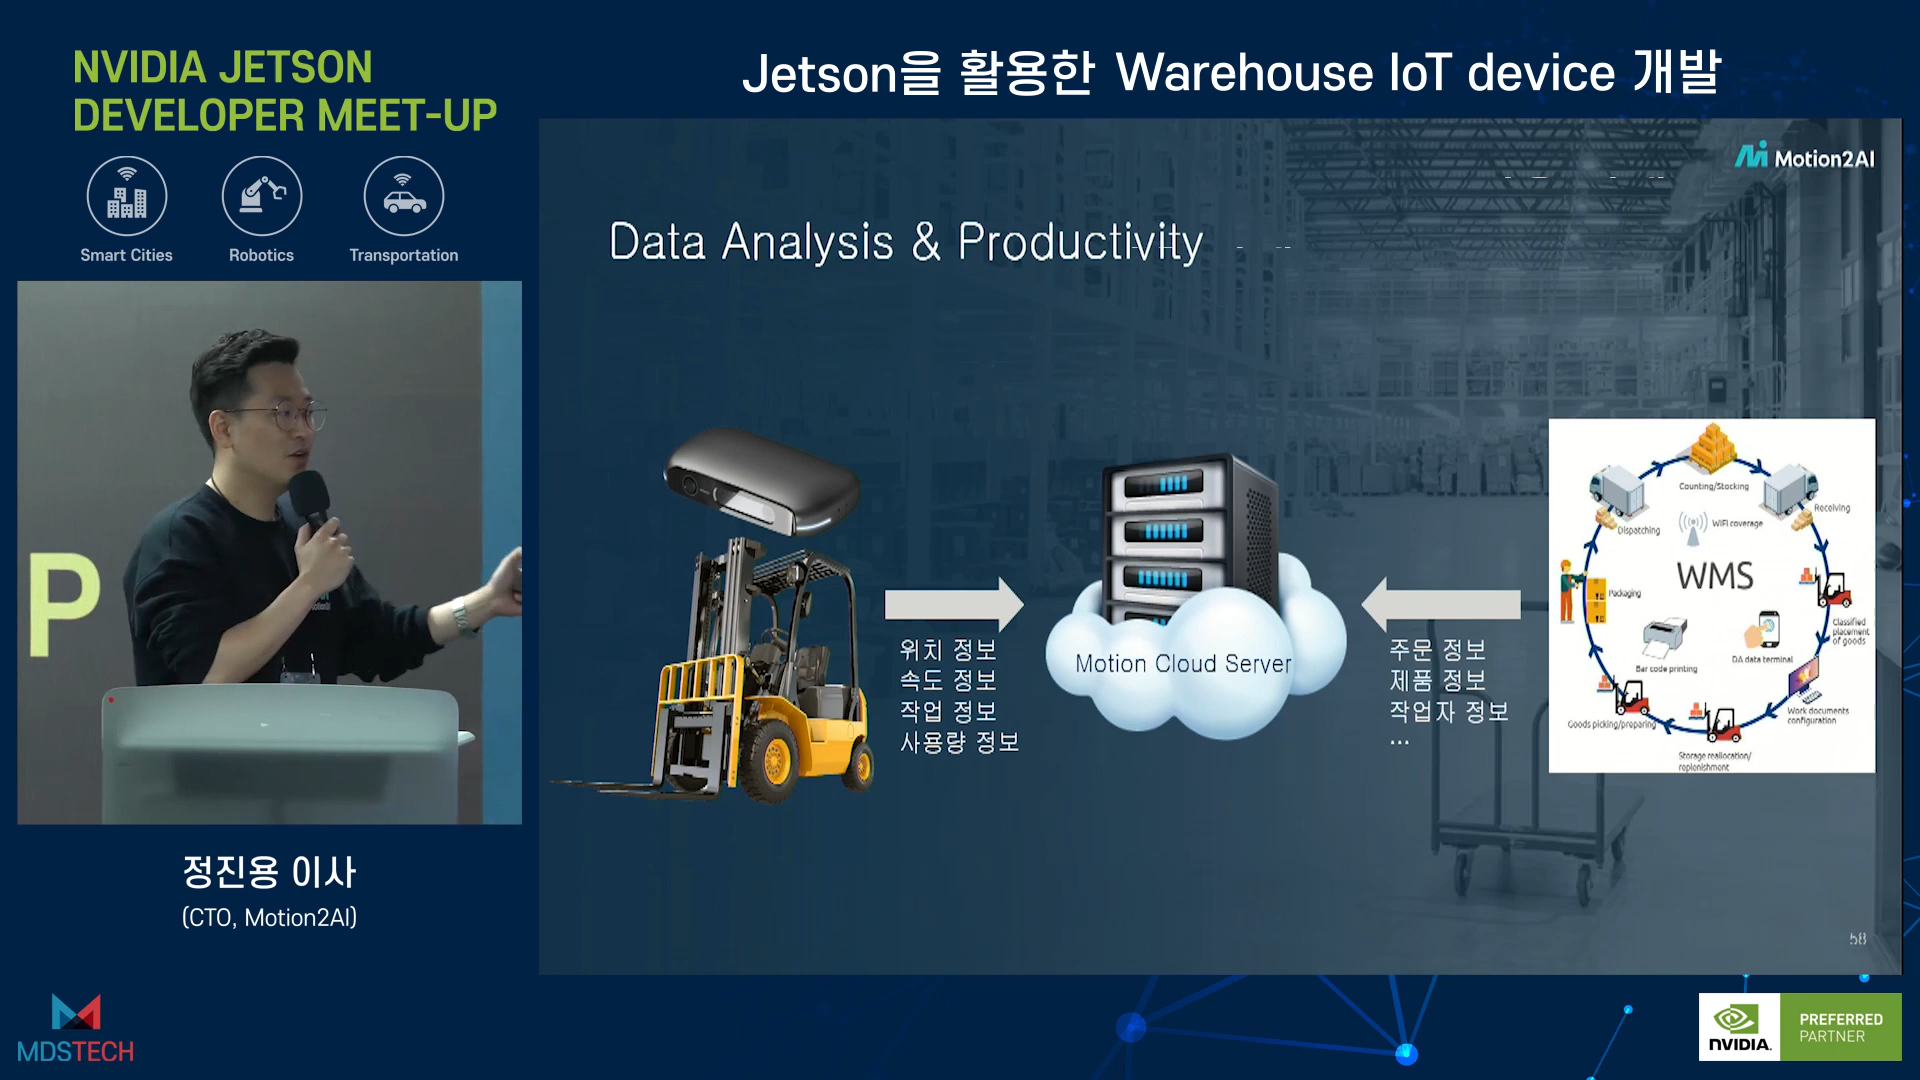 NVIDIA JETSON
DEVELOPER MEET-UP
Smart Cities
Robotics
Transportation
Jetson을 활용한 Warehouse IoT device 개발
Motion2AI
Data Analysis & Productivity
위치 정보
속도 정보
작업 정보
사용량 정보
Motion Cloud Server
주문 정보
제품 정보
작업자 정보
...
Counting/Stocking
Receiving
Dispatching
WIFI coverage
WMS
Packaging
Classified
placement
of goods
Bar code printing
DA data terminal
Work documents
configuration
Goods picking/preparing
Storage reallocation/
replenishment
58
P
정진용 이사
(CTO, Motion2AI)
MDSTECH
NVIDIA.
PREFERRED
PARTNER